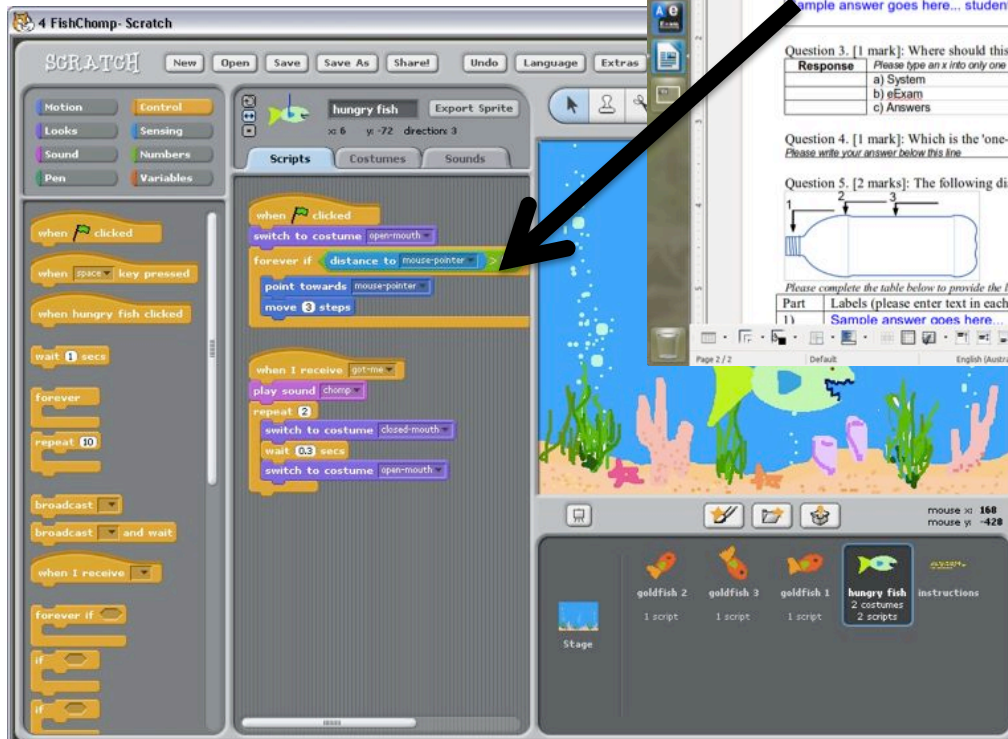 4 FishChomp- Scratch
SCRATCH
New
Open
Save
Save As
Share!
Undo
Language
Extras
Motion
Control
Looks
Sensing
Sound
Numbers
Pen
Variables
hungry fish
Export Sprite
x: 6 y: -72 direction: 3
Scripts
Costumes
Sounds
when clicked
when space key pressed
when hungry fish clicked
wait 1 secs
forever
repeat 10
broadcast
broadcast and wait
when I receive
forever if
if
if
when clicked
switch to costume open-mouth
forever if distance to mouse-pointer >
point towards mouse-pointer
move 3 steps
when I receive got-me
play sound chomp
repeat 2
switch to costume closed-mouth
wait 0.3 secs
switch to costume open-mouth
answer goes here...
Question 3. [1 mark]: Where should this
Response Please type an x into only one
a) System
b) eExam
c) Answers
Question 4. [1 mark]: Which is the 'one-
Please write your answer below this line
Question 5. [2 marks]: The following
1 2 3
Please complete the table below to provide the
Part Labels (please enter text in each
1) Sample answer goes here...
Page 2 / 2
Default
English
mouse x: 168
mouse y: -428
goldfish 2
1 script
goldfish 3
1 script
goldfish 1
1 script
hungry fish
2 costumes
2 scripts
instructions
Stage